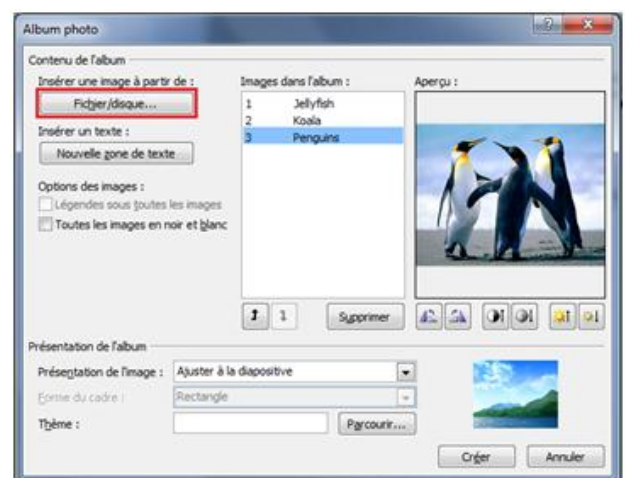 Album photo
Contenu de l'album
Insérer une image à partir de :
Fichier/disque...
Insérer un texte :
Nouvelle zone de texte
Options des images :
Légendes sous toutes les images
Toutes les images en noir et blanc
Images dans l'album :
1 Jellyfish
2 Koala
3 Penguins
Supprimer
Aperçu :
Présentation de l'album
Présentation de l'image : Ajuster à la diapositive
Forme du cadre : Rectangle
Thème : Parcourir...
Créer Annuler